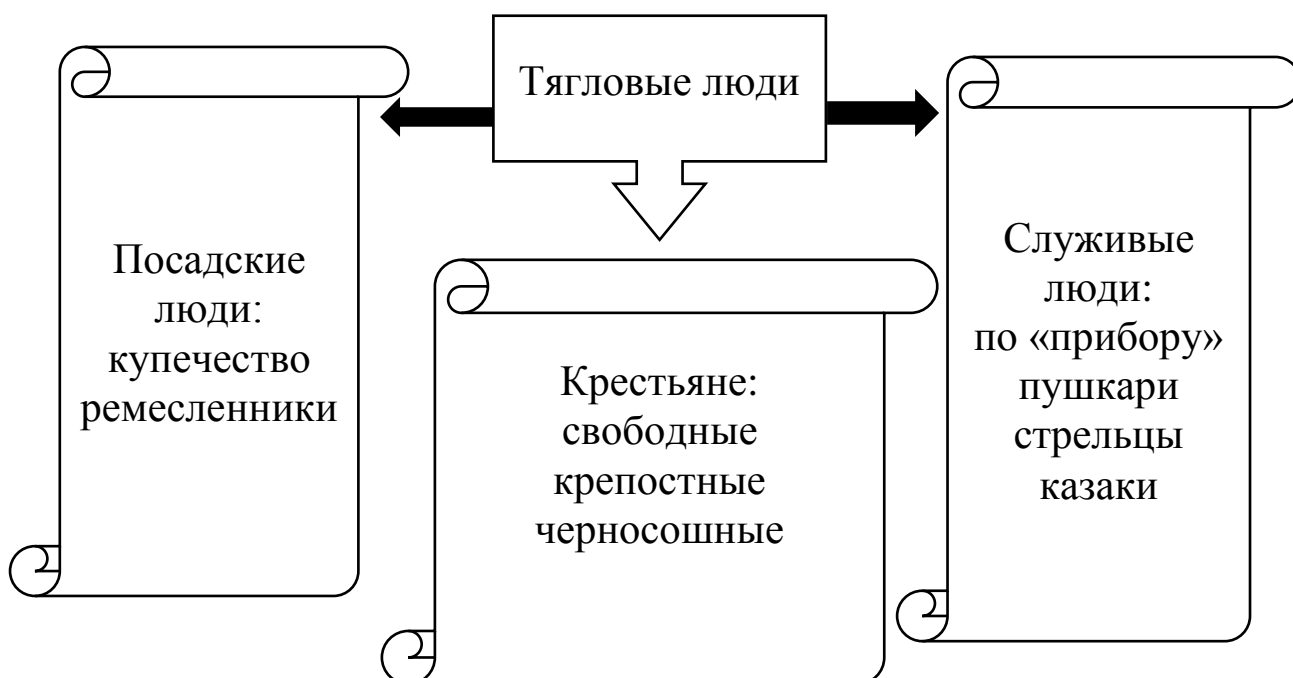 Тягловые люди
Посадские
люди:
купечество
ремесленники
Крестьяне:
свободные
крепостные
черносошные
Служивые
люди:
по «прибору»
пушкари
стрельцы
казаки